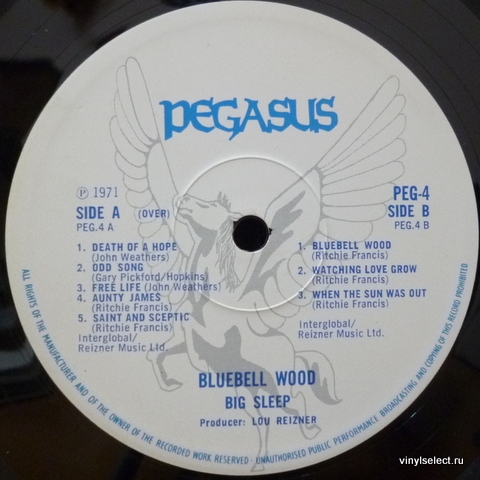 PEGASUS
℗ 1971
SIDE A (OVER)
PEG.4 A
1. DEATH OF A HOPE
(John Weathers)
2. ODD SONG
(Gary Pickford/Hopkins)
3. FREE LIFE (John Weathers)
4. AUNTY JAMES
(Ritchie Francis)
5. SAINT AND SCEPTIC
(Ritchie Francis)
Interglobal/
Reizner Music Ltd.
PEG-4
SIDE B
PEG.4 B
1. BLUEBELL WOOD
(Ritchie Francis)
2. WATCHING LOVE GROW
(Ritchie Francis)
3. WHEN THE SUN WAS OUT
(Ritchie Francis)
Interglobal/
Reizner Music Ltd.
BLUEBELL WOOD
BIG SLEEP
Producer: LOU REIZNER
ALL RIGHTS OF THE MANUFACTURER AND OF THE OWNER OF THE RECORDED WORK RESERVED · UNAUTHORISED PUBLIC PERFORMANCE BROADCASTING AND COPYING OF THIS RECORD PROHIBITED
vinylselect.ru